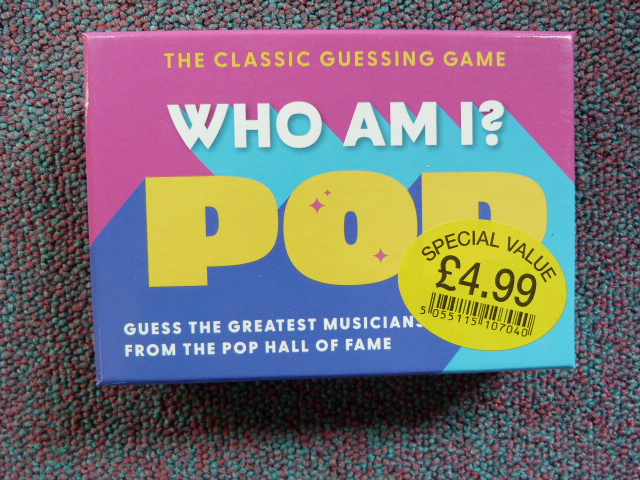 THE CLASSIC GUESSING GAME
WHO AM I?
POP
SPECIAL VALUE
£4.99
5 055115 107040
GUESS THE GREATEST MUSICIANS
FROM THE POP HALL OF FAME